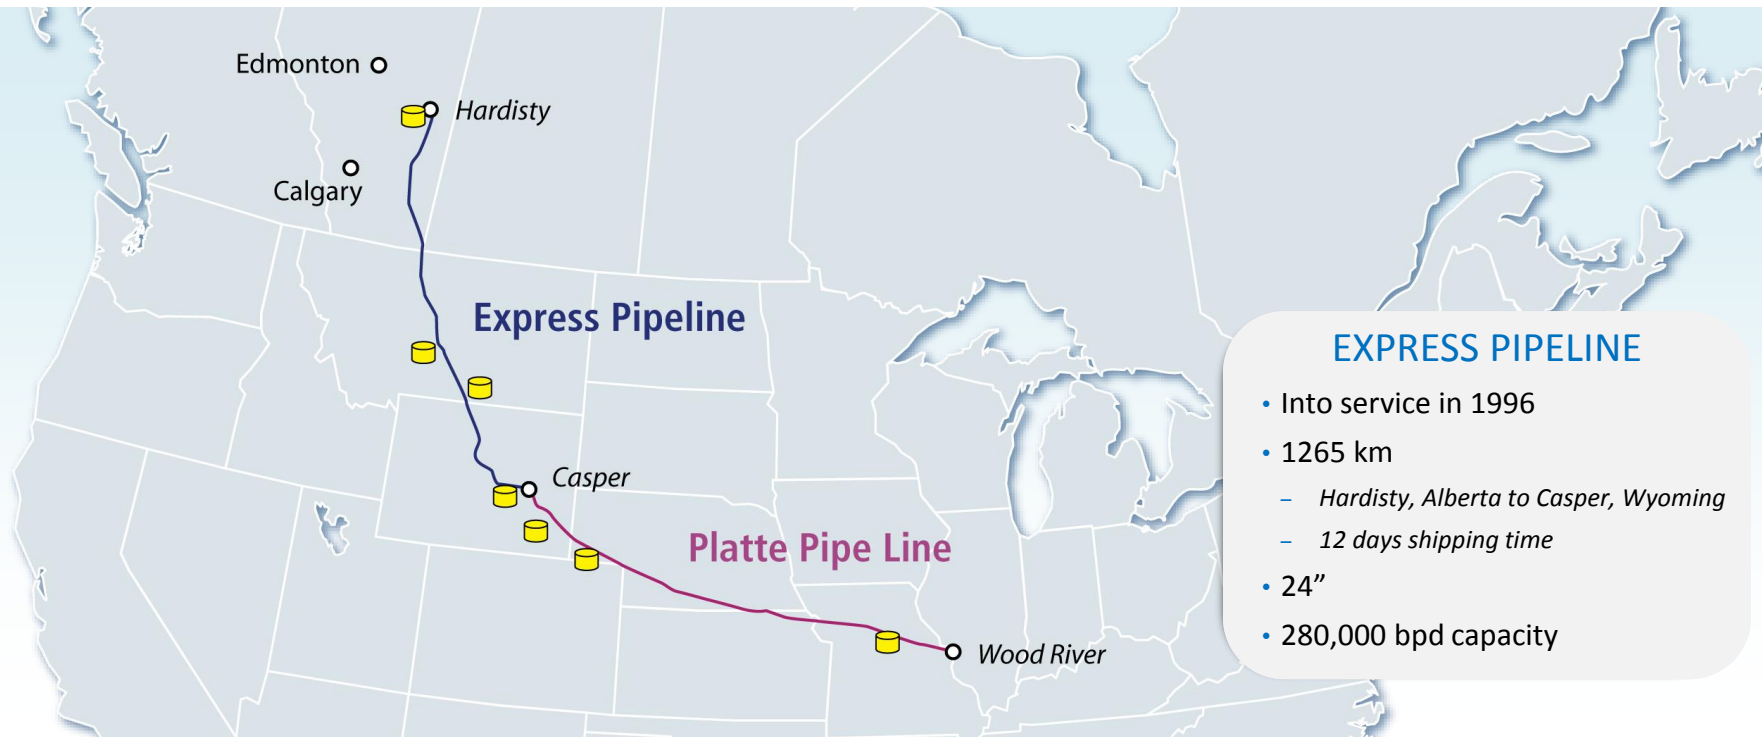 Edmonton
Hardisty
Calgary
Express Pipeline
Casper
Platte Pipe Line
Wood River
EXPRESS PIPELINE
• Into service in 1996
• 1265 km
– Hardisty, Alberta to Casper, Wyoming
– 12 days shipping time
• 24”
• 280,000 bpd capacity